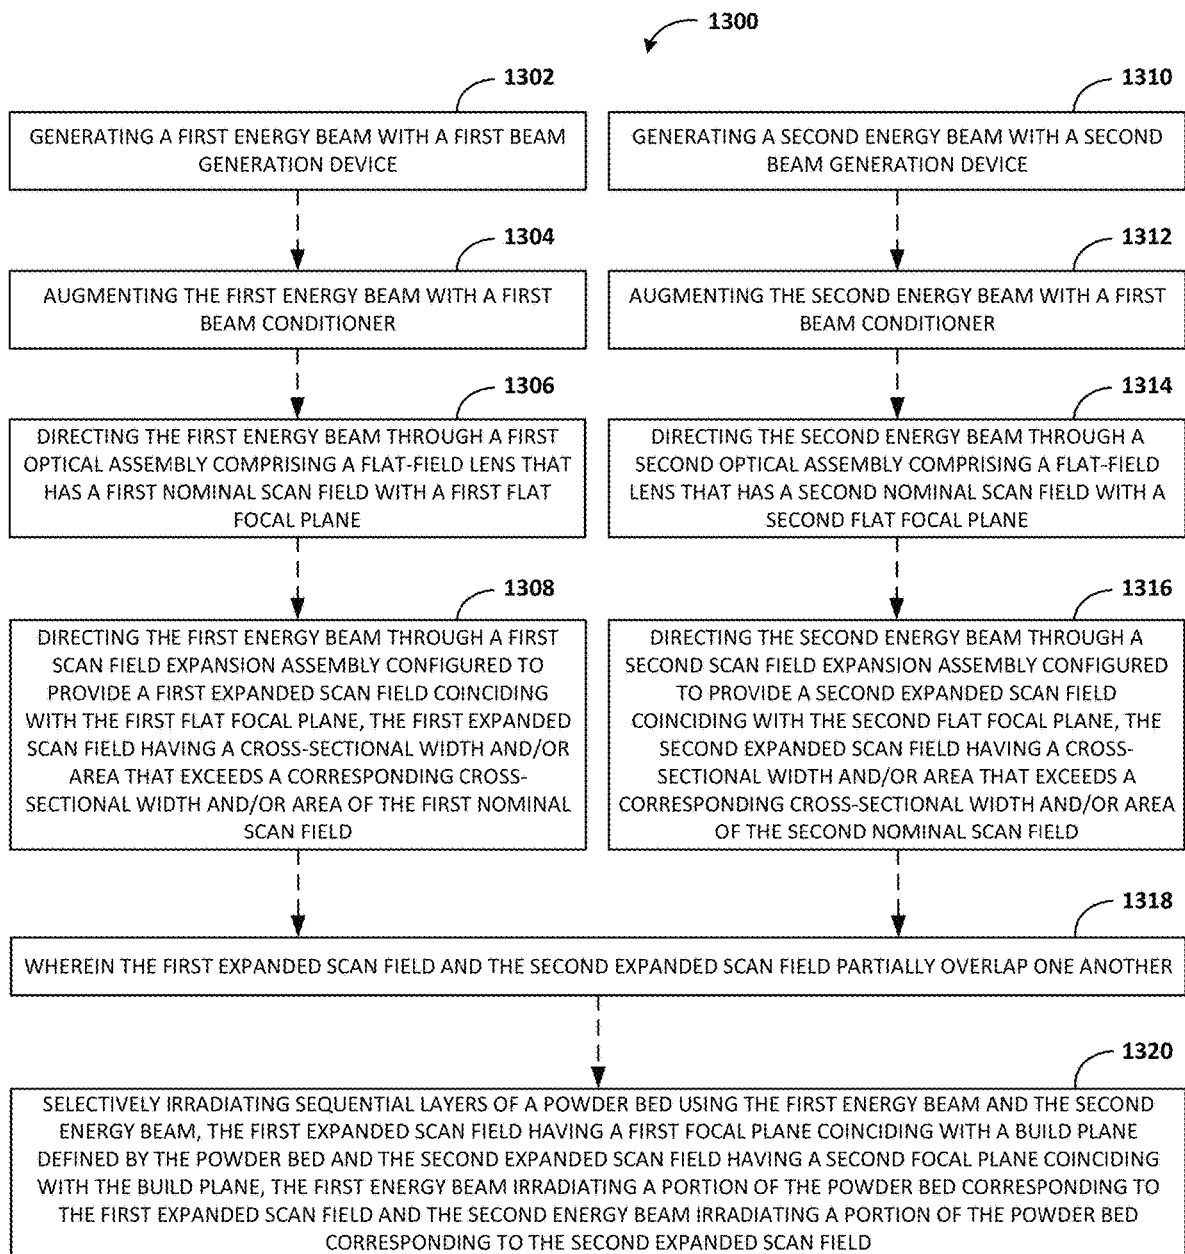 1300
1302
GENERATING A FIRST ENERGY BEAM WITH A FIRST BEAM
GENERATION DEVICE
1310
GENERATING A SECOND ENERGY BEAM WITH A SECOND
BEAM GENERATION DEVICE
1304
AUGMENTING THE FIRST ENERGY BEAM WITH A FIRST
BEAM CONDITIONER
1312
AUGMENTING THE SECOND ENERGY BEAM WITH A FIRST
BEAM CONDITIONER
1306
DIRECTING THE FIRST ENERGY BEAM THROUGH A FIRST
OPTICAL ASSEMBLY COMPRISING A FLAT-FIELD LENS THAT
HAS A FIRST NOMINAL SCAN FIELD WITH A FIRST FLAT
FOCAL PLANE
1314
DIRECTING THE SECOND ENERGY BEAM THROUGH A
SECOND OPTICAL ASSEMBLY COMPRISING A FLAT-FIELD
LENS THAT HAS A SECOND NOMINAL SCAN FIELD WITH A
SECOND FLAT FOCAL PLANE
1308
DIRECTING THE FIRST ENERGY BEAM THROUGH A FIRST
SCAN FIELD EXPANSION ASSEMBLY CONFIGURED TO
PROVIDE A FIRST EXPANDED SCAN FIELD COINCIDING
WITH THE FIRST FLAT FOCAL PLANE, THE FIRST EXPANDED
SCAN FIELD HAVING A CROSS-SECTIONAL WIDTH AND/OR
AREA THAT EXCEEDS A CORRESPONDING CROSS-
SECTIONAL WIDTH AND/OR AREA OF THE FIRST NOMINAL
SCAN FIELD
1316
DIRECTING THE SECOND ENERGY BEAM THROUGH A
SECOND SCAN FIELD EXPANSION ASSEMBLY CONFIGURED
TO PROVIDE A SECOND EXPANDED SCAN FIELD
COINCIDING WITH THE SECOND FLAT FOCAL PLANE, THE
SECOND EXPANDED SCAN FIELD HAVING A CROSS-
SECTIONAL WIDTH AND/OR AREA THAT EXCEEDS A
CORRESPONDING CROSS-SECTIONAL WIDTH AND/OR AREA
OF THE SECOND NOMINAL SCAN FIELD
1318
WHEREIN THE FIRST EXPANDED SCAN FIELD AND THE SECOND EXPANDED SCAN FIELD PARTIALLY OVERLAP ONE ANOTHER
1320
SELECTIVELY IRRADIATING SEQUENTIAL LAYERS OF A POWDER BED USING THE FIRST ENERGY BEAM AND THE SECOND
ENERGY BEAM, THE FIRST EXPANDED SCAN FIELD HAVING A FIRST FOCAL PLANE COINCIDING WITH A BUILD PLANE
DEFINED BY THE POWDER BED AND THE SECOND EXPANDED SCAN FIELD HAVING A SECOND FOCAL PLANE COINCIDING
WITH THE BUILD PLANE, THE FIRST ENERGY BEAM IRRADIATING A PORTION OF THE POWDER BED CORRESPONDING TO
THE FIRST EXPANDED SCAN FIELD AND THE SECOND ENERGY BEAM IRRADIATING A PORTION OF THE POWDER BED
CORRESPONDING TO THE SECOND EXPANDED SCAN FIELD